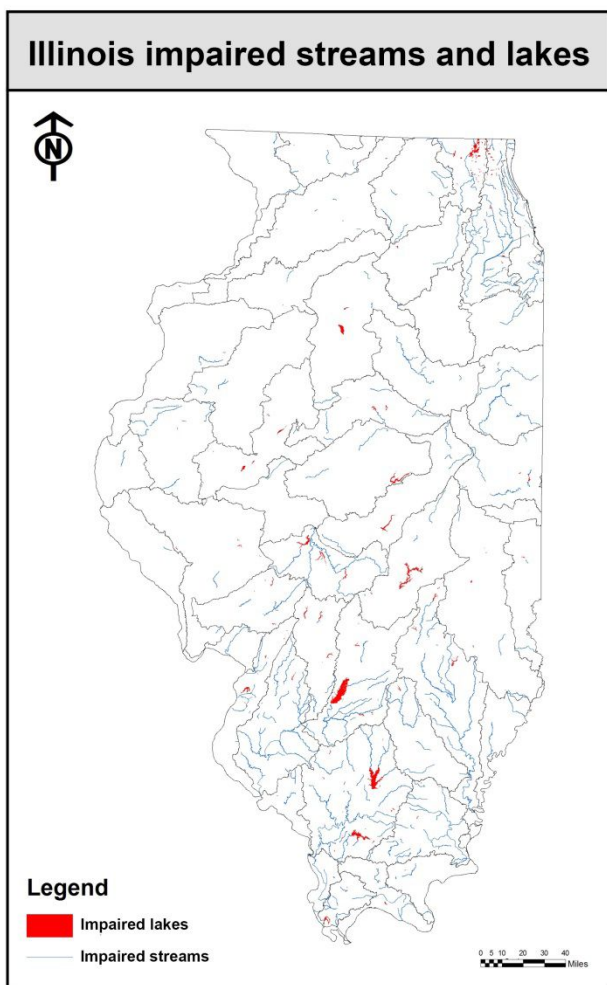 Illinois impaired streams and lakes
N
Legend
Impaired lakes
Impaired streams
0 5 10 20 30 40
Miles